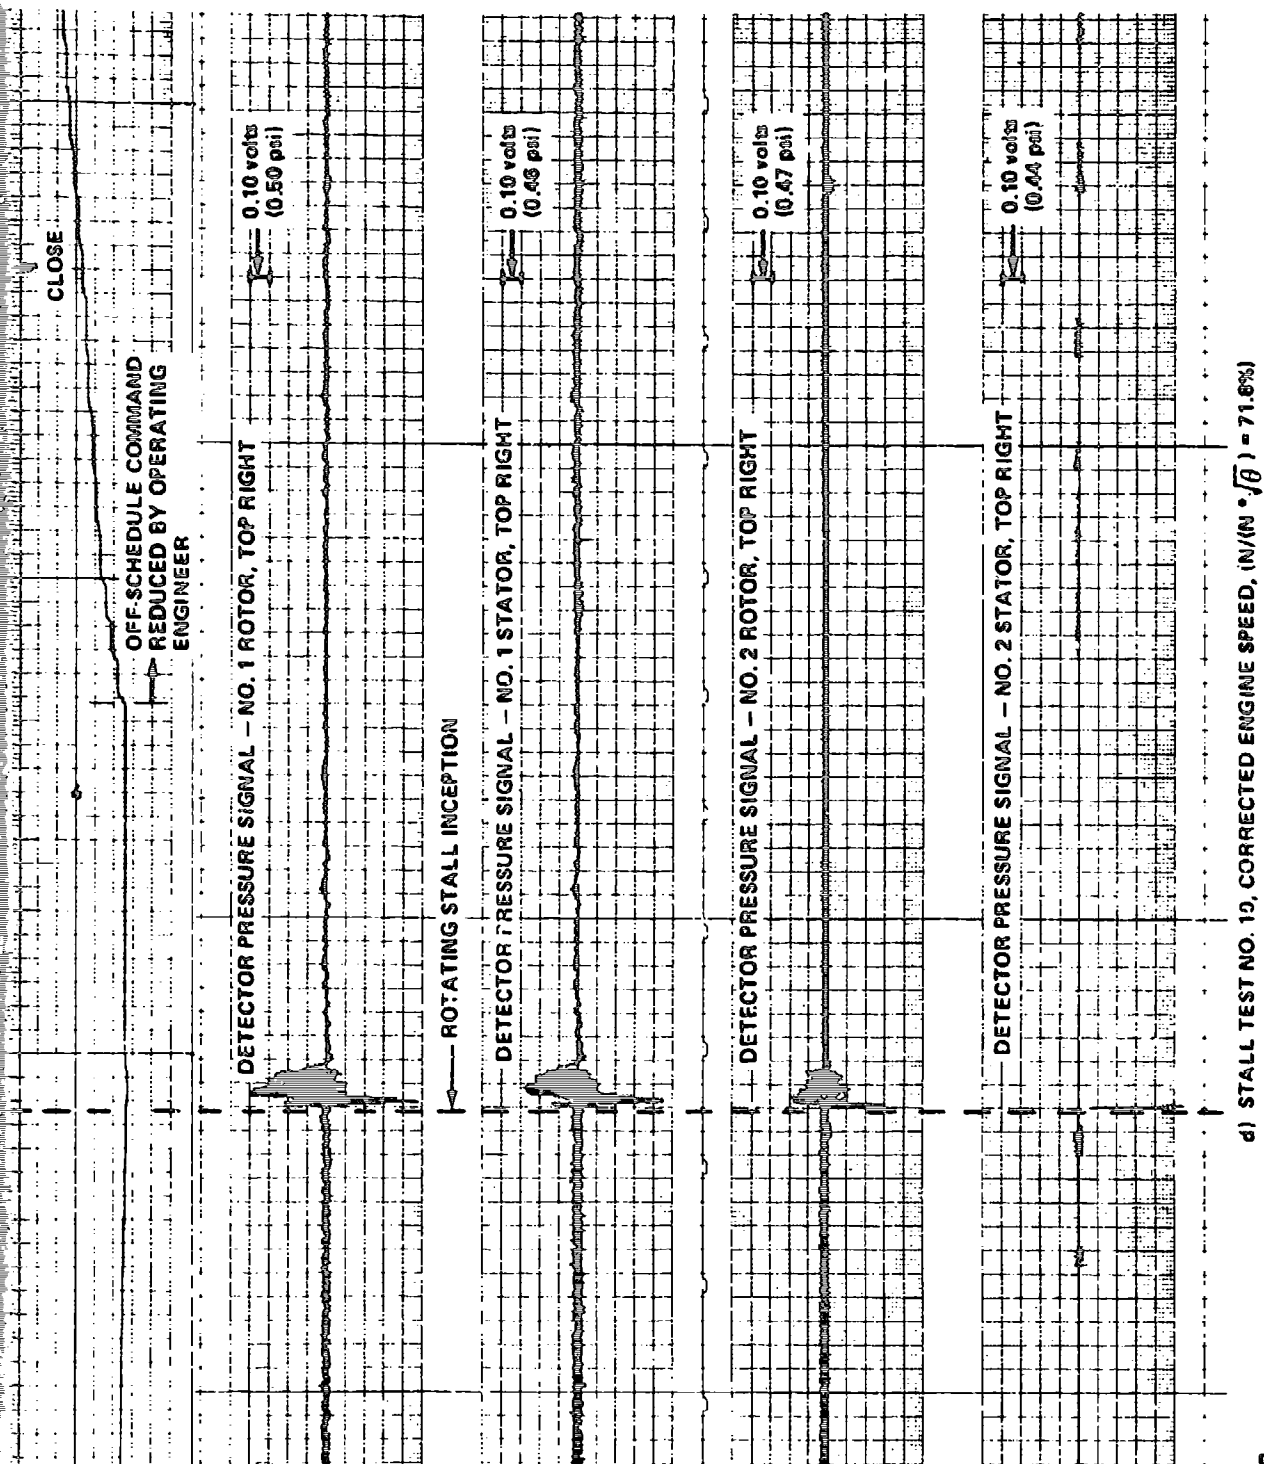 CLOSE
OFF-SCHEDULE COMMAND
REDUCED BY OPERATING
ENGINEER
DETECTOR PRESSURE SIGNAL – NO. 1 ROTOR, TOP RIGHT
0.10 volts
(0.50 psi)
ROTATING STALL INCEPTION
DETECTOR PRESSURE SIGNAL – NO. 1 STATOR, TOP RIGHT
0.10 volts
(0.46 psi)
DETECTOR PRESSURE SIGNAL – NO. 2 ROTOR, TOP RIGHT
0.10 volts
(0.47 psi)
DETECTOR PRESSURE SIGNAL – NO. 2 STATOR, TOP RIGHT
0.10 volts
(0.44 psi)
d) STALL TEST NO. 10, CORRECTED ENGINE SPEED, (N/(N * √θ ) = 71.8%)